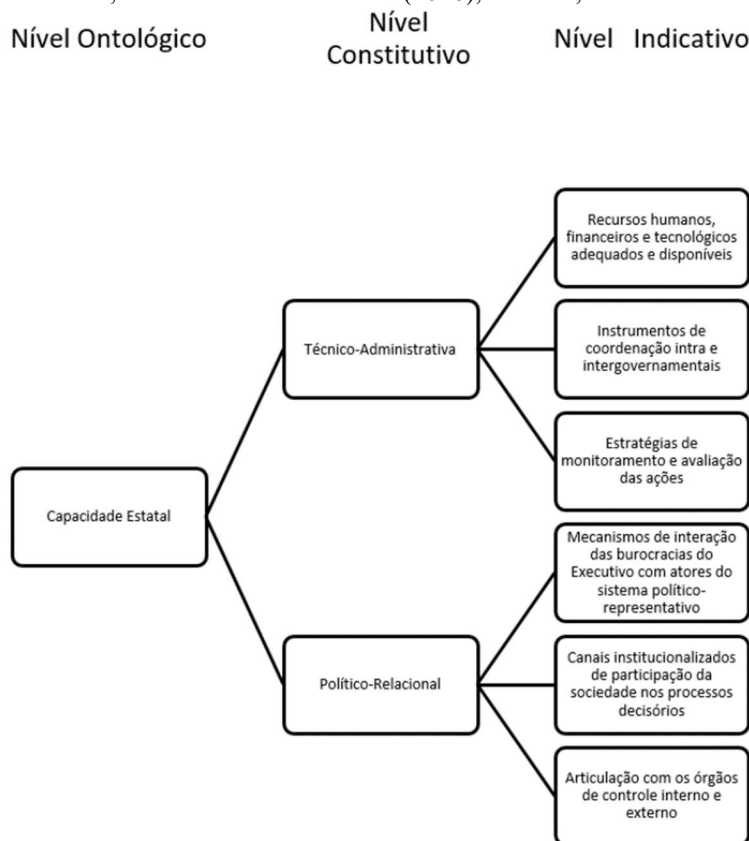 Nível Ontológico
Nível
Constitutivo
Nível Indicativo
Recursos humanos,
financeiros e tecnológicos
adequados e disponíveis
Técnico-Administrativa
Instrumentos de
coordenação intra e
intergovernamentais
Estratégias de
monitoramento e avaliação
das ações
Capacidade Estatal
Mecanismos de interação
das burocracias do
Executivo com atores do
sistema político-
representativo
Político-Relacional
Canais institucionalizados
de participação da
sociedade nos processos
decisórios
Articulação com os órgãos
de controle interno e
externo